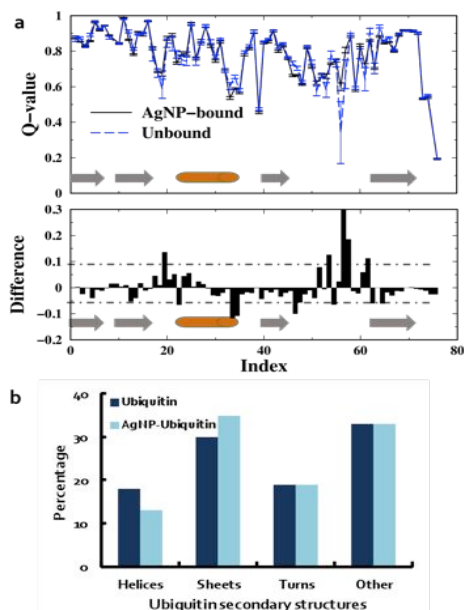 a
1
0.8
0.6
0.4
0.2
0
Q-value
AgNP-bound
Unbound
0.3
0.2
0.1
0
-0.1
-0.2
Difference
0 20 40 60 80
Index
b
40
30
20
10
0
Percentage
Ubiquitin
AgNP-Ubiquitin
Helices Sheets Turns Other
Ubiquitin secondary structures